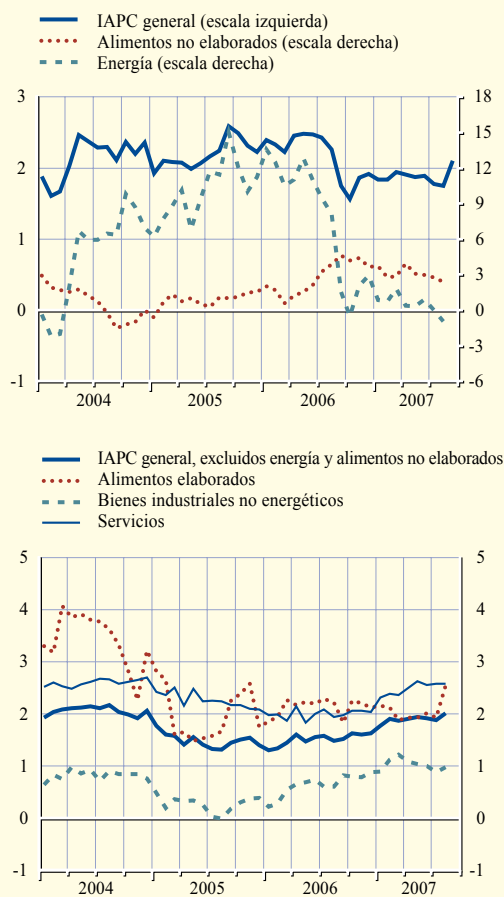 IAPC general (escala izquierda)
Alimentos no elaborados (escala derecha)
Energía (escala derecha)
3
18
15
2
12
9
1
6
3
0
0
-3
-1
-6
2004 2005 2006 2007
IAPC general, excluidos energía y alimentos no elaborados
Alimentos elaborados
Bienes industriales no energéticos
Servicios
5 5
4 4
3 3
2 2
1 1
0 0
-1 -1
2004 2005 2006 2007